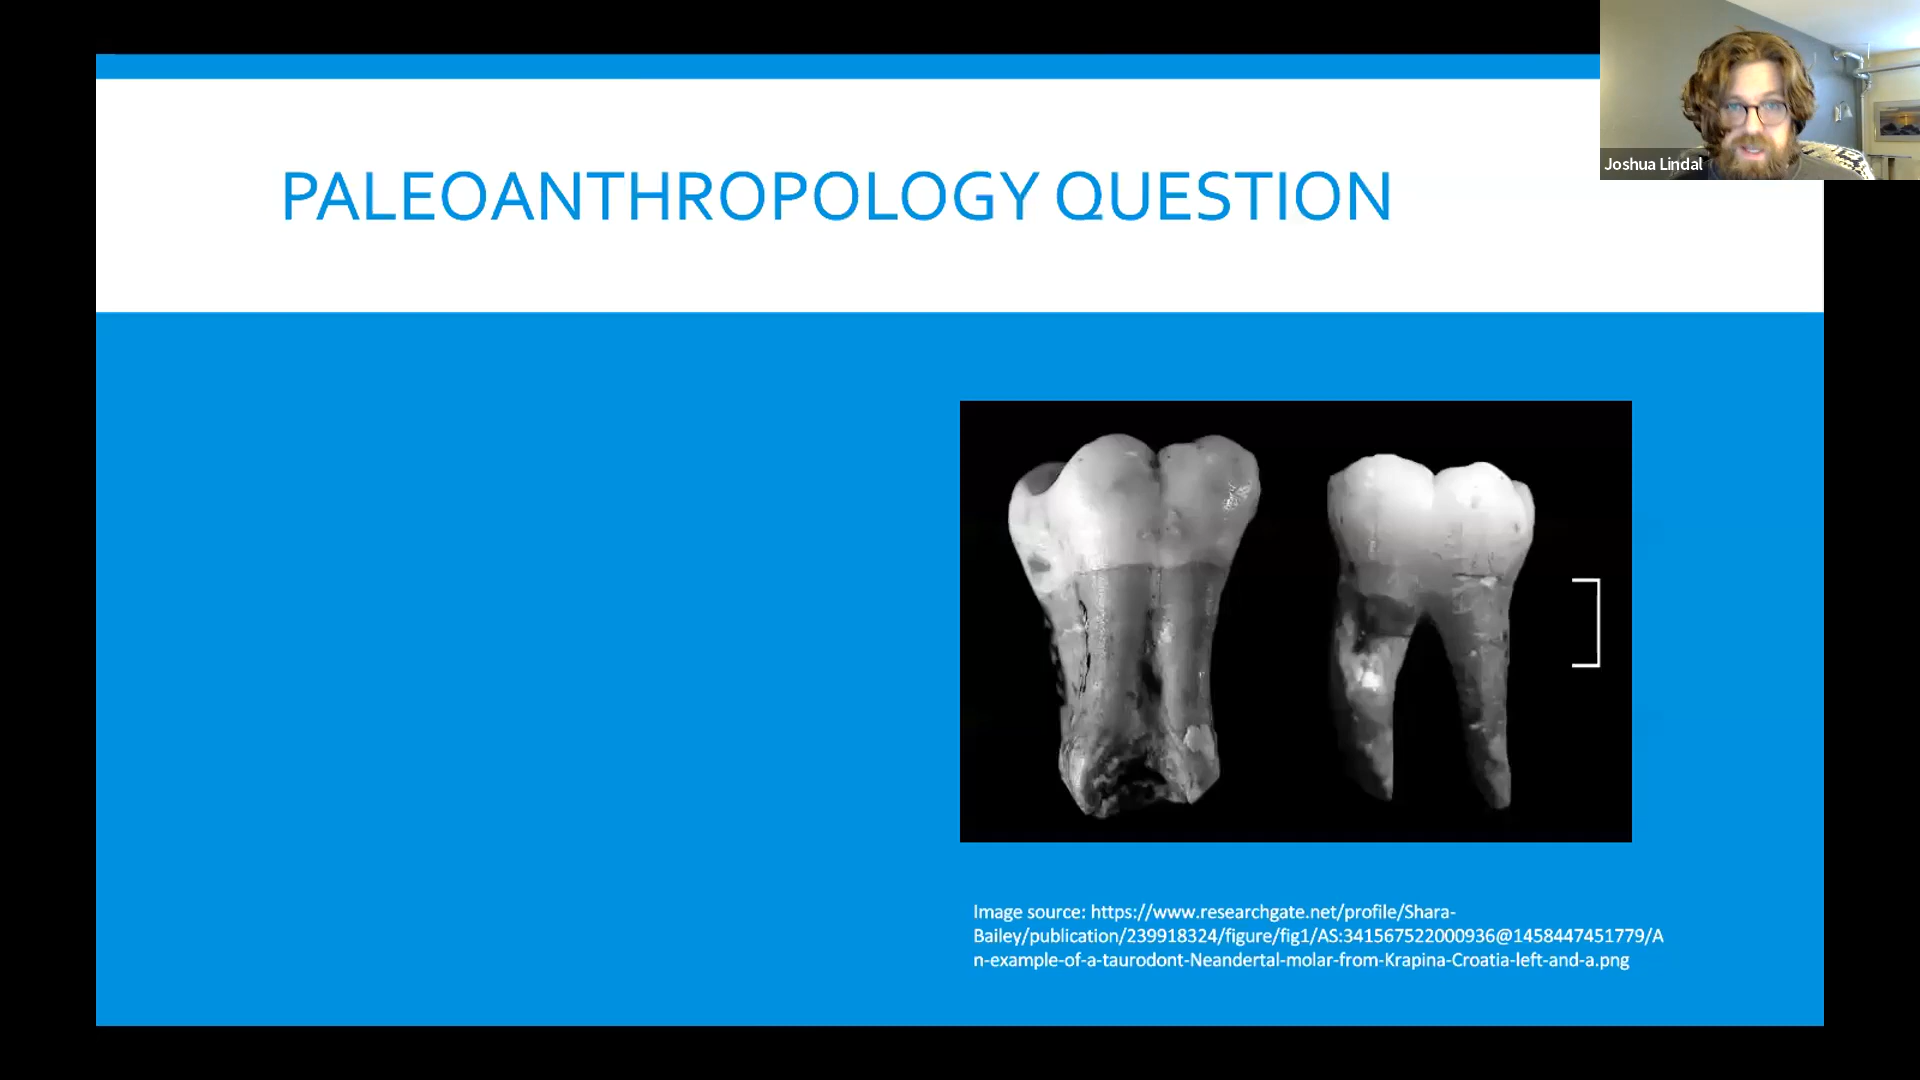 PALEOANTHROPOLOGY QUESTION
Joshua Lindal
Image source: https://www.researchgate.net/profile/Shara-
Bailey/publication/239918324/figure/fig1/AS:341567522000936@1458447451779/A
n-example-of-a-taurodont-Neandertal-molar-from-Krapina-Croatia-left-and-a.png